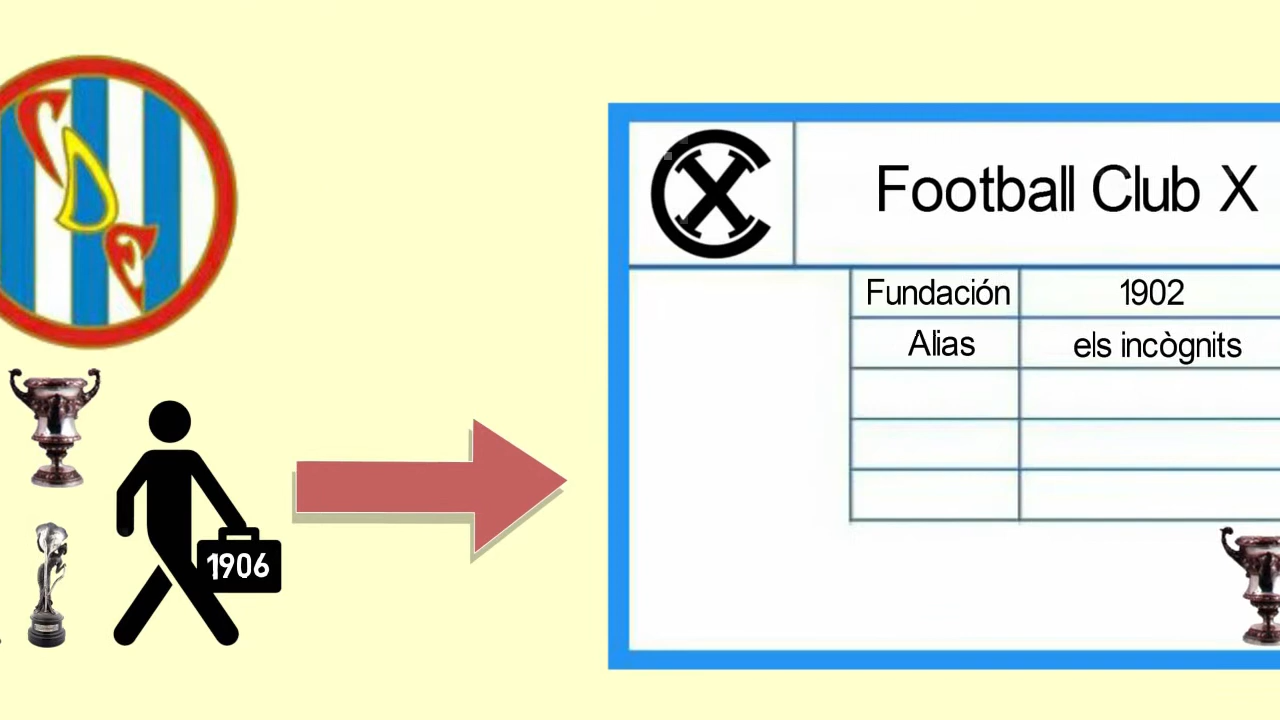 Football Club X
Fundación 1902
Alias els incògnits
1906
X